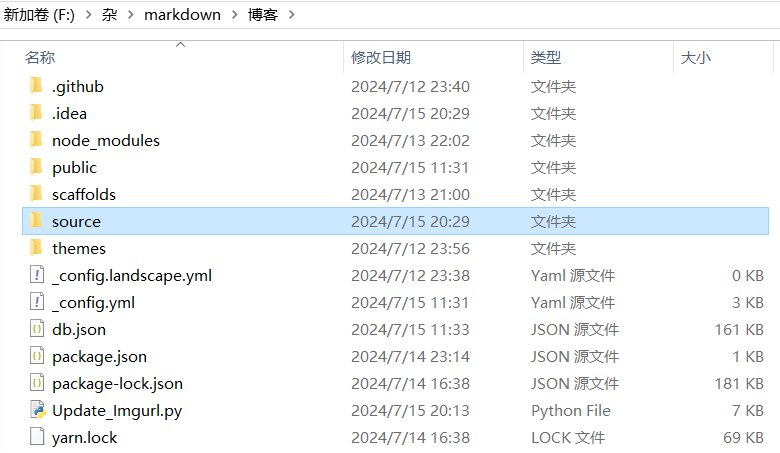 新加卷 (F:) > 杂 > markdown > 博客 >
名称 修改日期 类型 大小
.github 2024/7/12 23:40 文件夹
.idea 2024/7/15 20:29 文件夹
node_modules 2024/7/13 22:02 文件夹
public 2024/7/15 11:31 文件夹
scaffolds 2024/7/13 21:00 文件夹
source 2024/7/15 20:29 文件夹
themes 2024/7/12 23:56 文件夹
_config.landscape.yml 2024/7/12 23:38 Yaml 源文件 0 KB
_config.yml 2024/7/15 11:31 Yaml 源文件 3 KB
db.json 2024/7/15 11:33 JSON 源文件 161 KB
package.json 2024/7/14 23:14 JSON 源文件 1 KB
package-lock.json 2024/7/14 16:38 JSON 源文件 181 KB
Update_Imgurl.py 2024/7/15 20:13 Python File 7 KB
yarn.lock 2024/7/14 16:38 LOCK 文件 69 KB